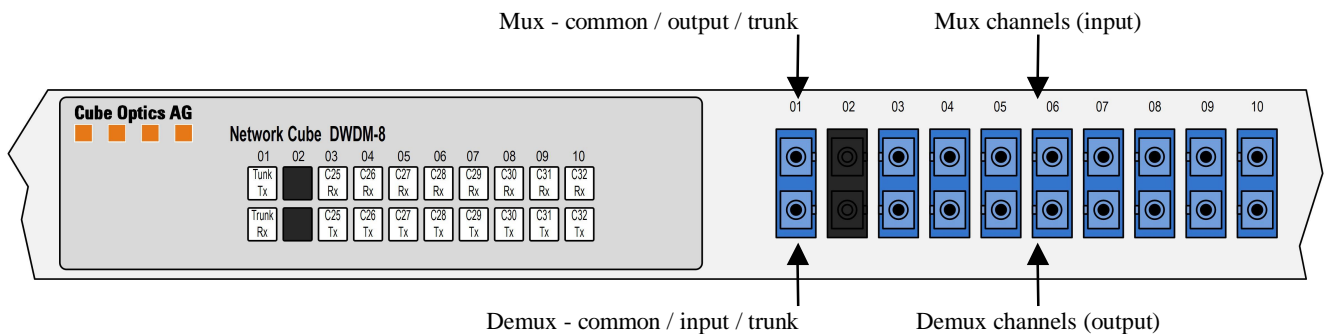 Mux - common / output / trunk Mux channels (input)
Cube Optics AG
Network Cube DWDM-8
01 02 03 04 05 06 07 08 09 10
Tunk Tx C25 Rx C26 Rx C27 Rx C28 Rx C29 Rx C30 Rx C31 Rx C32 Rx
Trunk Rx C25 Tx C26 Tx C27 Tx C28 Tx C29 Tx C30 Tx C31 Tx C32 Tx
01 02 03 04 05 06 07 08 09 10
Demux - common / input / trunk Demux channels (output)